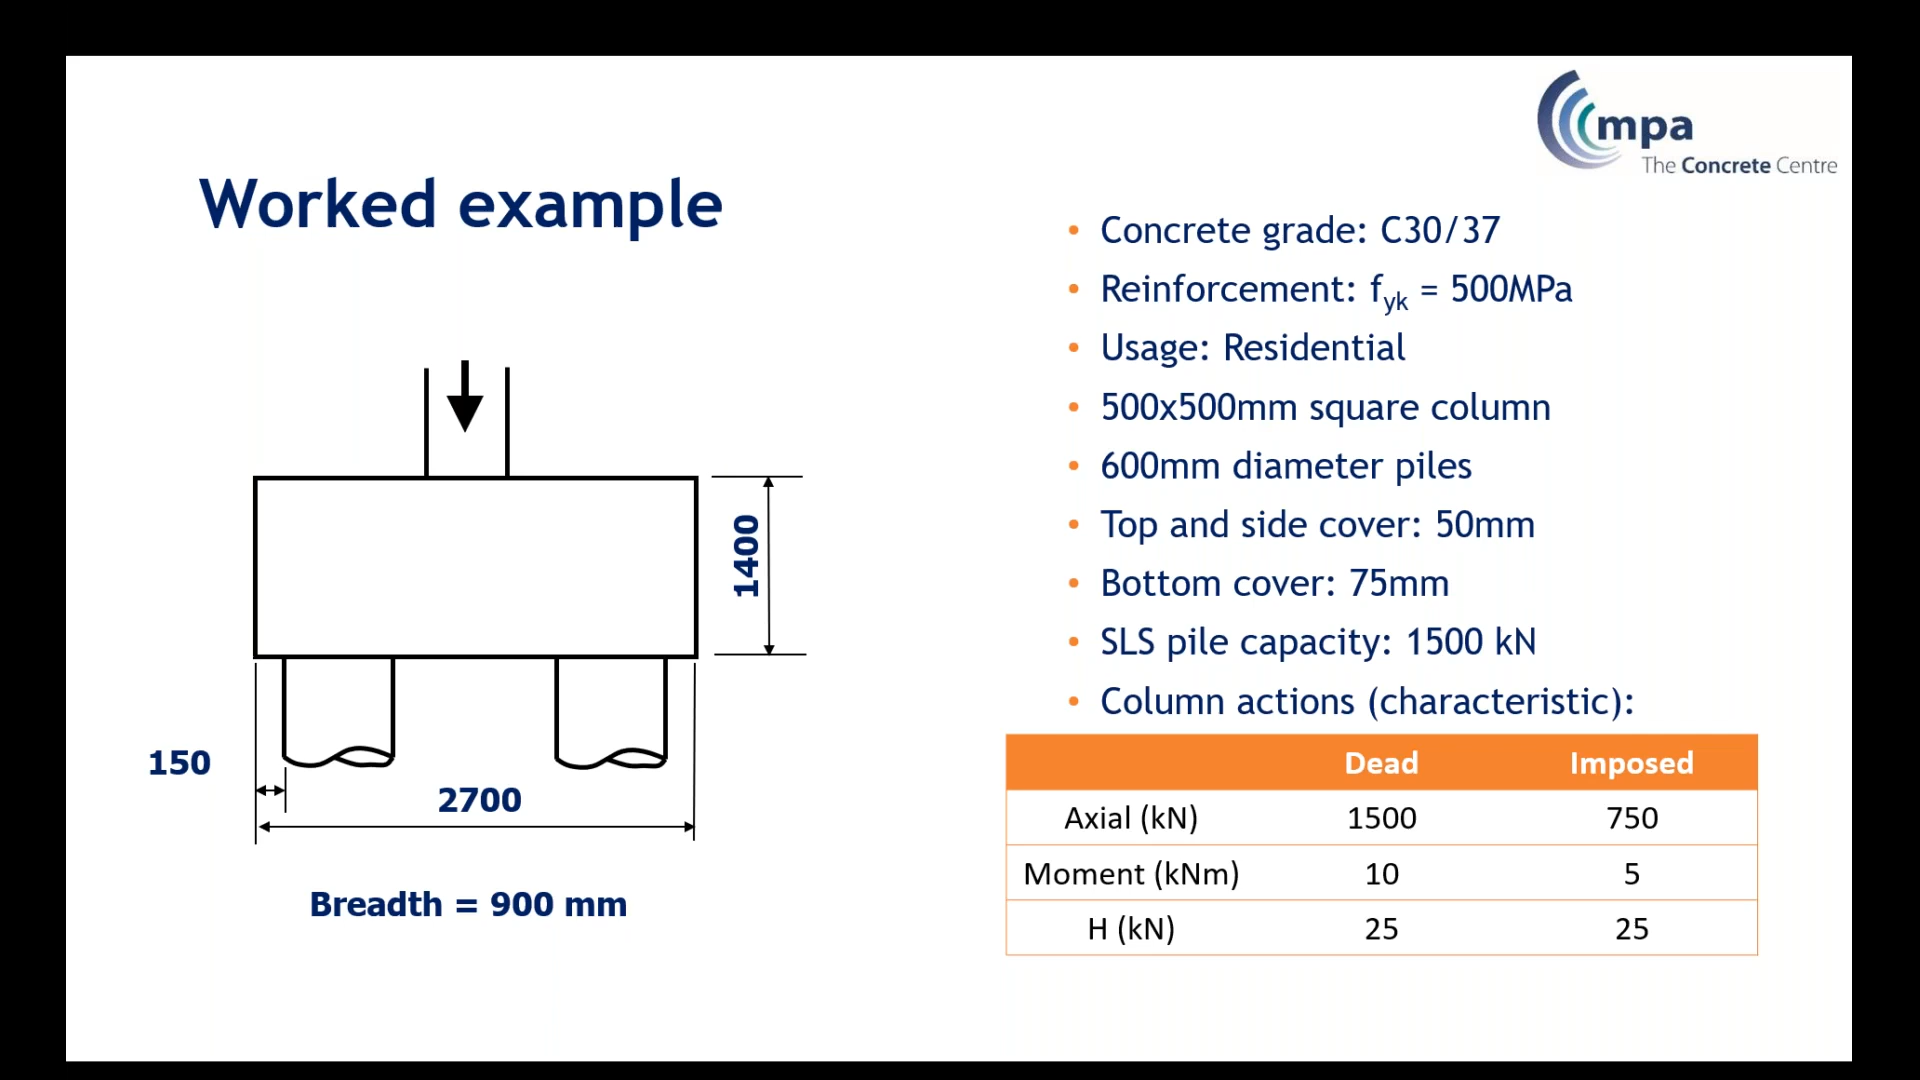 mpa
The Concrete Centre
Worked example
• Concrete grade: C30/37
• Reinforcement: fyk = 500MPa
• Usage: Residential
• 500x500mm square column
• 600mm diameter piles
• Top and side cover: 50mm
• Bottom cover: 75mm
• SLS pile capacity: 1500 kN
• Column actions (characteristic):
1400
150
2700
Breadth = 900 mm
Dead Imposed
Axial (kN) 1500 750
Moment (kNm) 10 5
H (kN) 25 25